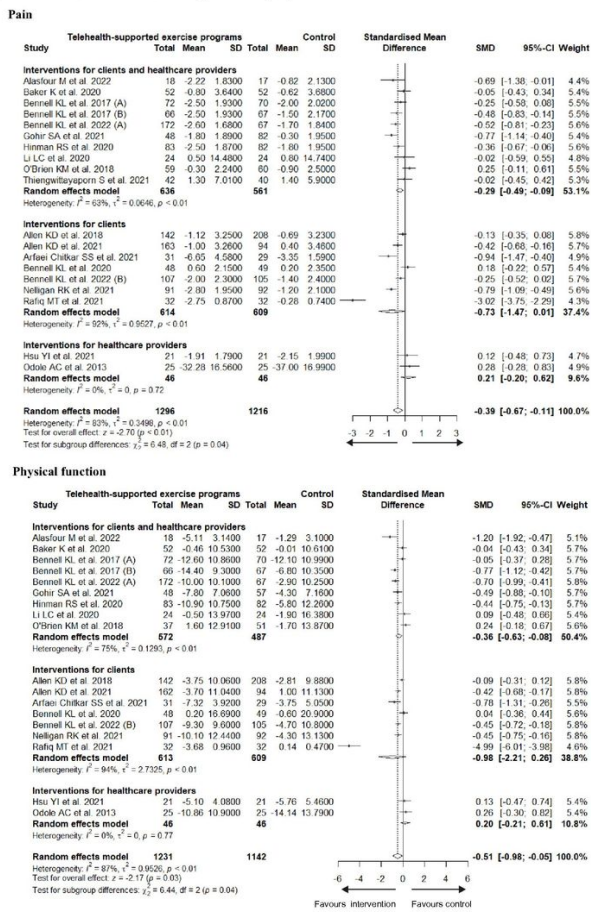 Pain
Telehealth-supported exercise programs Control Standardised Mean
Study Total Mean SD Total Mean SD Difference SMD 95%-CI Weight
Interventions for clients and healthcare providers
Alasfour M et al. 2022 18 -2.22 1.8300 17 -0.82 2.1300 -0.69 [-1.38; -0.01] 4.4%
Baker K et al. 2020 52 -0.80 3.6400 52 -0.62 3.6800 -0.05 [-0.43; 0.34] 5.6%
Bennell KL et al. 2017 (A) 72 -2.50 1.9300 70 -2.00 2.0200 -0.25 [-0.58; 0.08] 5.7%
Bennell KL et al. 2017 (B) 66 -2.50 1.9300 67 -1.50 2.1700 -0.48 [-0.83; -0.14] 5.7%
Bennell KL et al. 2022 (A) 172 -2.60 1.6800 67 -1.70 1.8400 -0.52 [-0.81; -0.23] 5.8%
Gohir SA et al. 2021 48 -1.80 1.8900 82 -0.30 1.9500 -0.77 [-1.14; -0.40] 5.6%
Hinman RS et al. 2020 83 -2.50 1.8700 82 -1.80 1.9500 -0.36 [-0.67; -0.06] 5.8%
Li LC et al. 2020 24 0.50 14.4800 24 0.80 14.7400 -0.02 [-0.59; 0.55] 4.9%
O'Brien KM et al. 2018 59 -0.30 2.2400 60 -0.90 2.5000 0.25 [-0.11; 0.61] 5.6%
Thiengwittayaporn S et al. 2021 42 1.30 7.0100 40 1.40 5.9000 -0.02 [-0.45; 0.42] 5.4%
Random effects model 636 561 -0.29 [-0.49; -0.09] 53.1%
Heterogeneity: I² = 63%, τ² = 0.0646, p < 0.01
Interventions for clients
Allen KD et al. 2018 142 -1.12 3.2500 208 -0.69 3.2300 -0.13 [-0.35; 0.08] 6.0%
Allen KD et al. 2021 163 -1.00 3.2600 94 0.40 3.4600 -0.42 [-0.68; -0.16] 5.9%
Arfaei Chitkar SS et al. 2021 31 -6.65 4.5800 29 -3.35 1.5900 -0.94 [-1.47; -0.40] 5.0%
Bennell KL et al. 2020 48 0.60 2.1500 49 0.20 2.3500 0.18 [-0.22; 0.57] 5.5%
Bennell KL et al. 2022 (B) 107 -2.00 2.3000 105 -1.40 2.4000 -0.25 [-0.52; 0.02] 5.9%
Nelligan RK et al. 2021 91 -2.80 1.9500 92 -1.20 2.1000 -0.79 [-1.09; -0.49] 5.8%
Rafiq MT et al. 2021 32 -2.75 0.8700 32 -0.28 0.7400 -3.02 [-3.75; -2.29] 4.3%
Random effects model 614 609 -0.73 [-1.47; 0.01] 37.4%
Heterogeneity: I² = 92%, τ² = 0.9527, p < 0.01
Interventions for healthcare providers
Hsu YI et al. 2021 21 -1.91 1.7900 21 -2.15 1.9900 0.12 [-0.48; 0.73] 4.7%
Odole AC et al. 2013 25 -32.28 16.5600 25 -37.00 16.9900 0.28 [-0.28; 0.83] 4.9%
Random effects model 46 46 0.21 [-0.20; 0.62] 9.6%
Heterogeneity: I² = 0%, τ² = 0, p = 0.72
Random effects model 1296 1216 -0.39 [-0.67; -0.11] 100.0%
Heterogeneity: I² = 83%, τ² = 0.3498, p < 0.01
Test for overall effect: z = -2.70 (p < 0.01)
Test for subgroup differences: χ²₂ = 6.48, df = 2 (p = 0.04)
-3 -2 -1 0 1 2 3
Physical function
Telehealth-supported exercise programs Control Standardised Mean
Study Total Mean SD Total Mean SD Difference SMD 95%-CI Weight
Interventions for clients and healthcare providers
Alasfour M et al. 2022 18 -5.11 3.1400 17 -1.29 3.1000 -1.20 [-1.92; -0.47] 5.1%
Baker K et al. 2020 52 -0.46 10.5300 52 -0.01 10.6100 -0.04 [-0.43; 0.34] 5.7%
Bennell KL et al. 2017 (A) 72 -12.60 10.8600 70 -12.10 10.9900 -0.05 [-0.37; 0.28] 5.7%
Bennell KL et al. 2017 (B) 66 -14.40 9.3000 67 -6.80 10.3500 -0.77 [-1.12; -0.42] 5.7%
Bennell KL et al. 2022 (A) 172 -10.00 10.1000 67 -2.90 10.2500 -0.70 [-0.99; -0.41] 5.8%
Gohir SA et al. 2021 48 -7.80 7.0600 57 -4.30 7.1600 -0.49 [-0.88; -0.10] 5.7%
Hinman RS et al. 2020 83 -10.90 10.7500 82 -5.80 12.2600 -0.44 [-0.75; -0.13] 5.7%
Li LC et al. 2020 24 -0.50 13.9700 24 -1.90 16.3800 0.09 [-0.48; 0.66] 5.4%
O'Brien KM et al. 2018 37 1.60 12.9100 51 -1.70 13.8700 0.24 [-0.18; 0.67] 5.6%
Random effects model 572 487 -0.36 [-0.63; -0.08] 50.4%
Heterogeneity: I² = 75%, τ² = 0.1293, p < 0.01
Interventions for clients
Allen KD et al. 2018 142 -3.75 10.0600 208 -2.81 9.8800 -0.09 [-0.31; 0.12] 5.8%
Allen KD et al. 2021 162 -3.70 11.0400 94 1.00 11.1300 -0.42 [-0.68; -0.17] 5.8%
Arfaei Chitkar SS et al. 2021 31 -7.32 3.9200 29 -3.75 5.0500 -0.78 [-1.31; -0.26] 5.4%
Bennell KL et al. 2020 48 0.20 16.6900 49 -0.60 20.9000 0.04 [-0.36; 0.44] 5.7%
Bennell KL et al. 2022 (B) 107 -9.30 9.6000 105 -4.70 10.8000 -0.45 [-0.72; -0.18] 5.8%
Nelligan RK et al. 2021 91 -10.10 12.4400 92 -4.30 13.1300 -0.45 [-0.75; -0.16] 5.8%
Rafiq MT et al. 2021 32 -3.68 0.9600 32 0.14 0.4700 -4.99 [-6.01; -3.98] 4.6%
Random effects model 613 609 -0.98 [-2.21; 0.26] 38.8%
Heterogeneity: I² = 94%, τ² = 2.7325, p < 0.01
Interventions for healthcare providers
Hsu YI et al. 2021 21 -5.10 4.0800 21 -5.76 5.4600 0.13 [-0.47; 0.74] 5.4%
Odole AC et al. 2013 25 -10.86 9.0900 25 -14.14 13.7900 0.26 [-0.30; 0.82] 5.4%
Random effects model 46 46 0.20 [-0.21; 0.61] 10.8%
Heterogeneity: I² = 0%, τ² = 0, p = 0.77
Random effects model 1231 1142 -0.51 [-0.98; -0.05] 100.0%
Heterogeneity: I² = 87%, τ² = 0.9526, p < 0.01
Test for overall effect: z = -2.17 (p = 0.03)
Test for subgroup differences: χ²₂ = 6.44, df = 2 (p = 0.04)
-6 -4 -2 0 2 4 6
Favours intervention Favours control